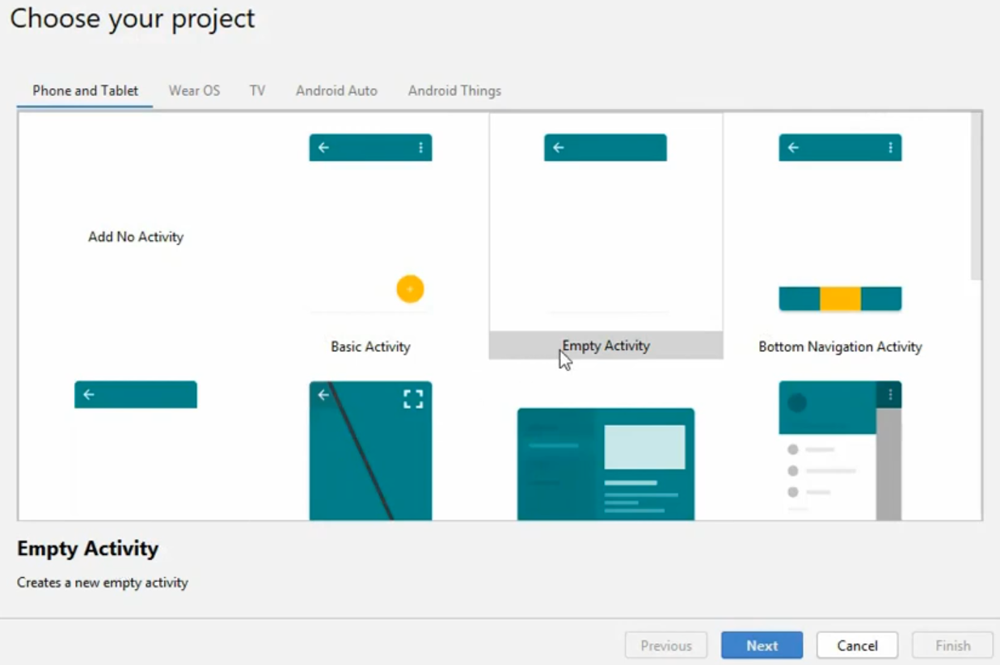 Choose your project
Phone and Tablet Wear OS TV Android Auto Android Things
Add No Activity
Basic Activity Empty Activity Bottom Navigation Activity
Empty Activity
Creates a new empty activity
Previous Next Cancel Finish